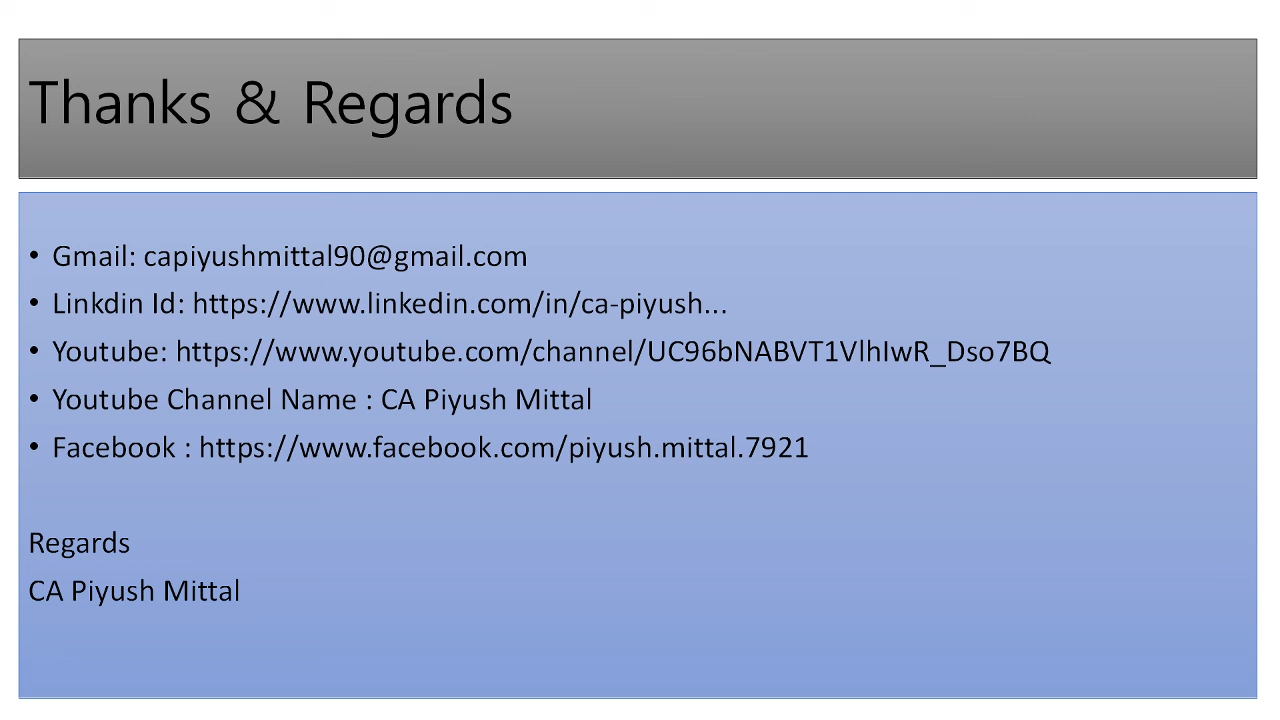 Thanks & Regards
• Gmail: capiyushmittal90@gmail.com
• Linkdin Id: https://www.linkedin.com/in/ca-piyush...
• Youtube: https://www.youtube.com/channel/UC96bNABVT1VlhIwR_Dso7BQ
• Youtube Channel Name : CA Piyush Mittal
• Facebook : https://www.facebook.com/piyush.mittal.7921
Regards
CA Piyush Mittal